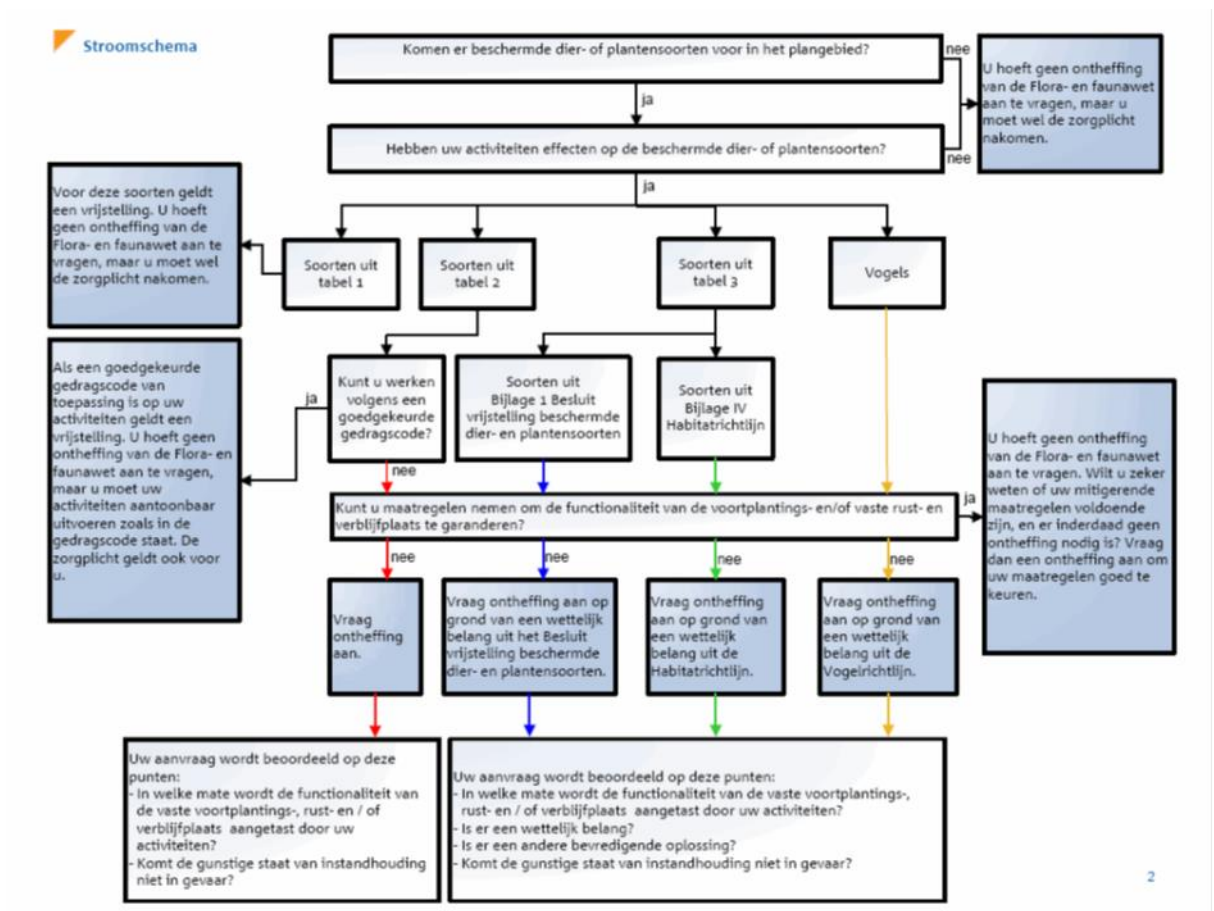 Stroomschema
Komen er beschermde dier- of plantensoorten voor in het plangebied?
nee
U hoeft geen ontheffing
van de Flora- en faunawet
aan te vragen, maar u
moet wel de zorgplicht
nakomen.
ja
Hebben uw activiteiten effecten op de beschermde dier- of plantensoorten?
nee
ja
Voor deze soorten geldt
een vrijstelling. U hoeft
geen ontheffing van de
Flora- en faunawet aan te
vragen, maar u moet wel
de zorgplicht nakomen.
Soorten uit
tabel 1
Soorten uit
tabel 2
Soorten uit
tabel 3
Vogels
Als een goedgekeurde
gedragscode van
toepassing is op uw
activiteiten geldt een
vrijstelling. U hoeft geen
ontheffing van de Flora- en
faunawet aan te vragen,
maar u moet uw
activiteiten aantoonbaar
uitvoeren zoals in de
gedragscode staat. De
zorgplicht geldt ook voor
u.
ja
Kunt u werken
volgens een
goedgekeurde
gedragscode?
Soorten uit
Bijlage 1 Besluit
vrijstelling beschermde
dier- en plantensoorten
Soorten uit
Bijlage IV
Habitatrichtlijn
nee
Kunt u maatregelen nemen om de functionaliteit van de voortplantings- en/of vaste rust- en
verblijfplaats te garanderen?
ja
U hoeft geen ontheffing
van de Flora- en faunawet
aan te vragen. Wilt u zeker
weten of uw mitigerende
maatregelen voldoende
zijn, en er inderdaad geen
ontheffing nodig is? Vraag
dan een ontheffing aan om
uw maatregelen goed te
keuren.
nee
nee
nee
nee
Vraag
ontheffing
aan.
Vraag ontheffing aan op
grond van een wettelijk
belang uit het Besluit
vrijstelling beschermde
dier- en plantensoorten.
Vraag ontheffing
aan op grond van
een wettelijk
belang uit de
Habitatrichtlijn.
Vraag ontheffing
aan op grond van
een wettelijk
belang uit de
Vogelrichtlijn.
Uw aanvraag wordt beoordeeld op deze
punten:
- In welke mate wordt de functionaliteit van
de vaste voortplantings-, rust- en / of
verblijfplaats aangetast door uw
activiteiten?
- Komt de gunstige staat van instandhouding
niet in gevaar?
Uw aanvraag wordt beoordeeld op deze punten:
- In welke mate wordt de functionaliteit van de vaste voortplantings-,
rust- en / of verblijfplaats aangetast door uw activiteiten?
- Is er een wettelijk belang?
- Is er een andere bevredigende oplossing?
- Komt de gunstige staat van instandhouding niet in gevaar?
2